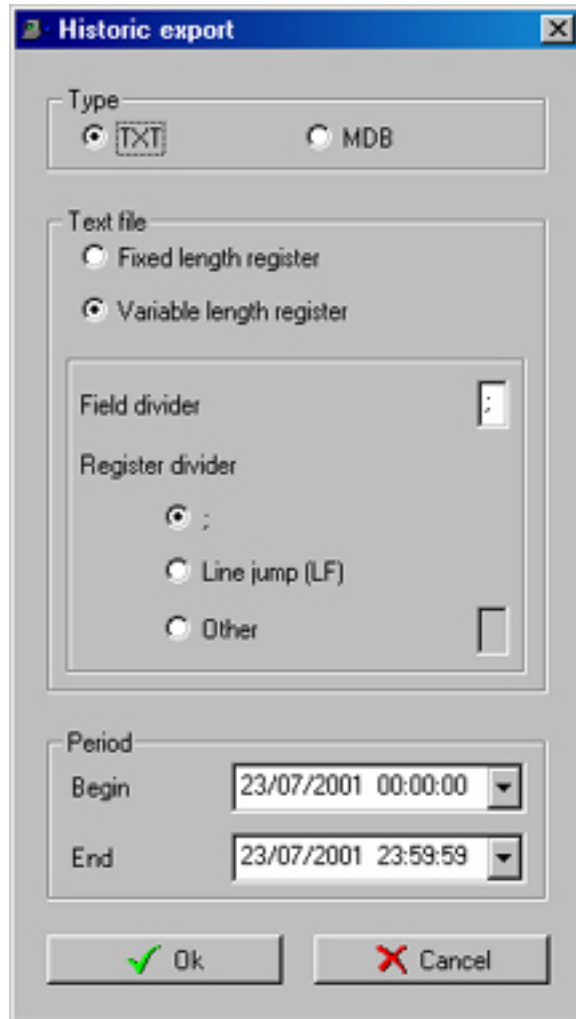 Historic export
Type
TXT MDB
Text file
Fixed length register
Variable length register
Field divider ;
Register divider
;
Line jump (LF)
Other
Period
Begin 23/07/2001 00:00:00
End 23/07/2001 23:59:59
Ok Cancel